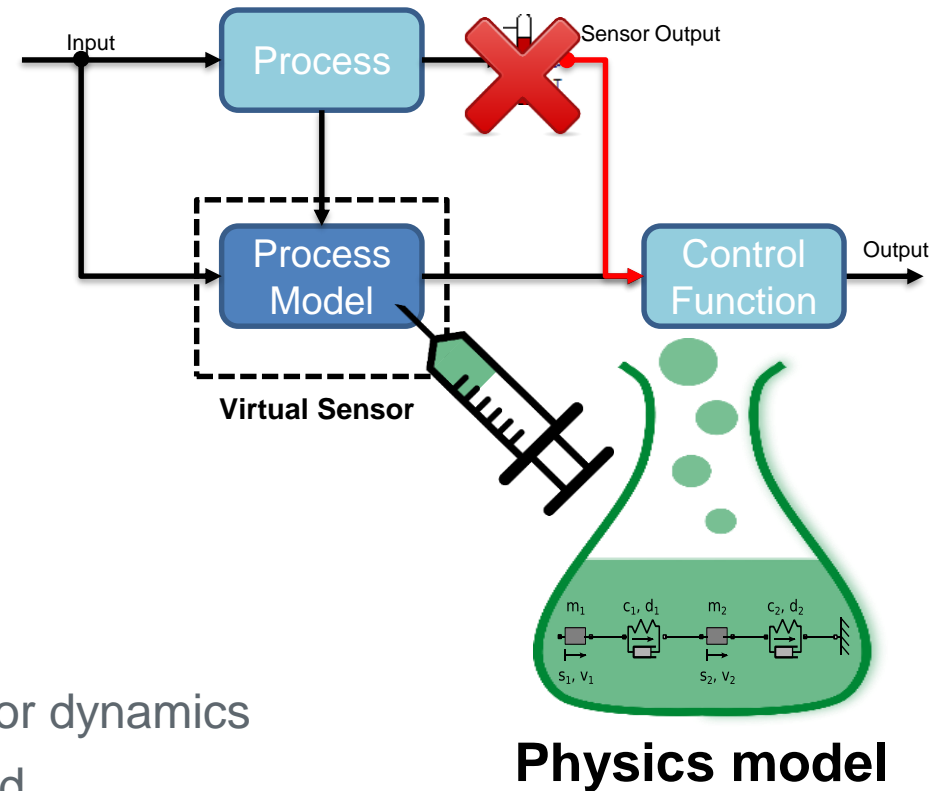 Input
Process
Sensor Output
Process
Model
Control
Function
Output
Virtual Sensor
m₁ c₁, d₁ m₂ c₂, d₂
s₁, v₁ s₂, v₂
or dynamics
Physics model